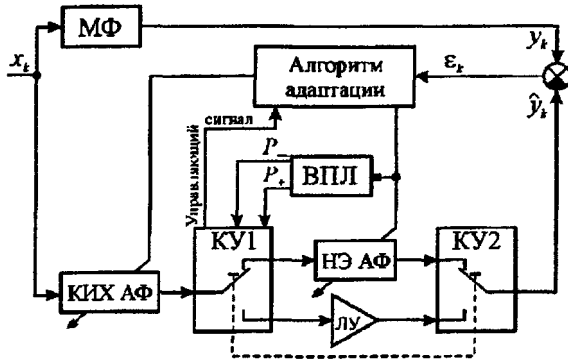 МФ
x_k
y_k
ε_k
Алгоритм
адаптации
ŷ_k
Управляющий
сигнал
P_−
P_+
ВПЛ
КУ1
КУ2
НЭ АФ
КИХ АФ
ЛУ